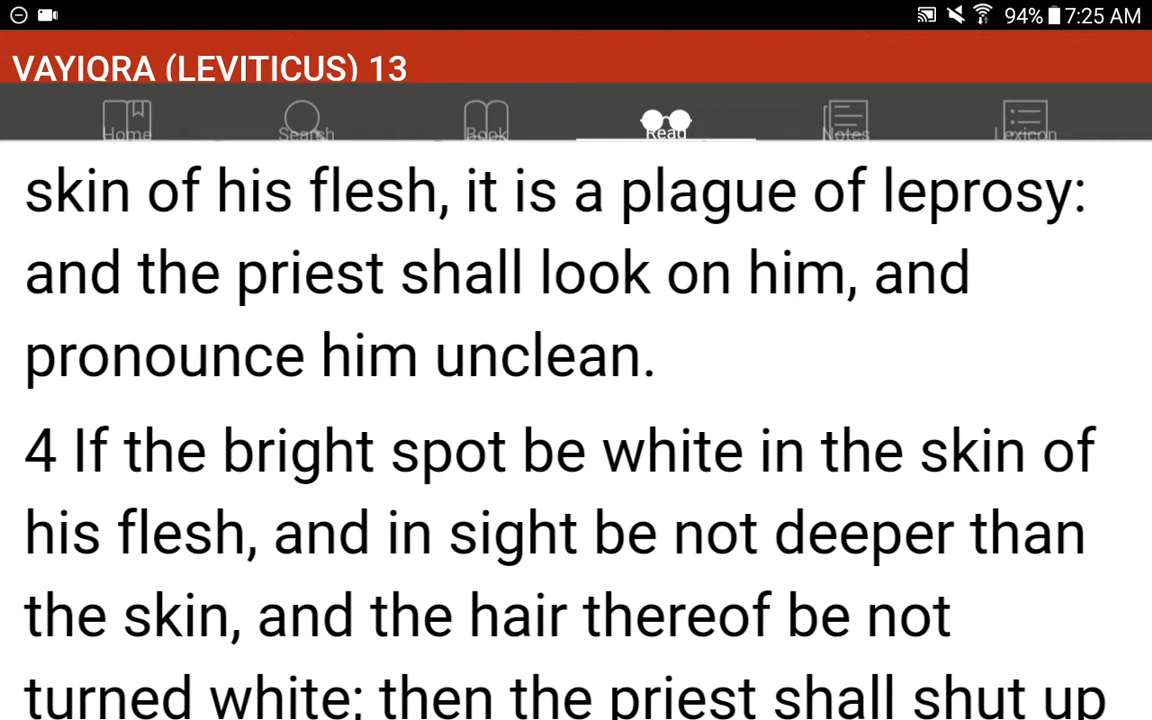 94% 7:25 AM
VAYIQRA (LEVITICUS) 13
Home Search Book Read Notes Lexicon
skin of his flesh, it is a plague of leprosy:
and the priest shall look on him, and
pronounce him unclean.
4 If the bright spot be white in the skin of
his flesh, and in sight be not deeper than
the skin, and the hair thereof be not
turned white; then the priest shall shut up